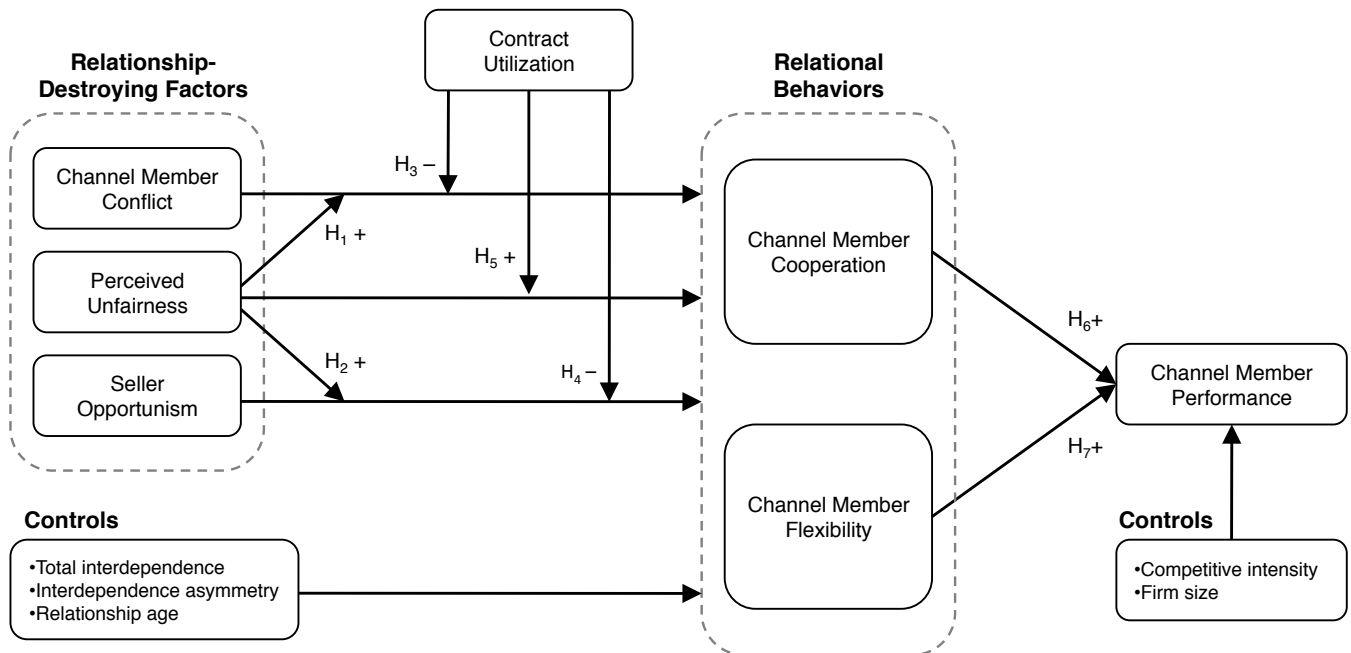 Contract
Utilization
Relationship-
Destroying Factors
Relational
Behaviors
Channel Member
Conflict
H3 –
H1 +
Perceived
Unfairness
H5 +
Channel Member
Cooperation
H2 +
H4 –
Seller
Opportunism
H6+
Channel Member
Performance
H7+
Channel Member
Flexibility
Controls
•Total interdependence
•Interdependence asymmetry
•Relationship age
Controls
•Competitive intensity
•Firm size